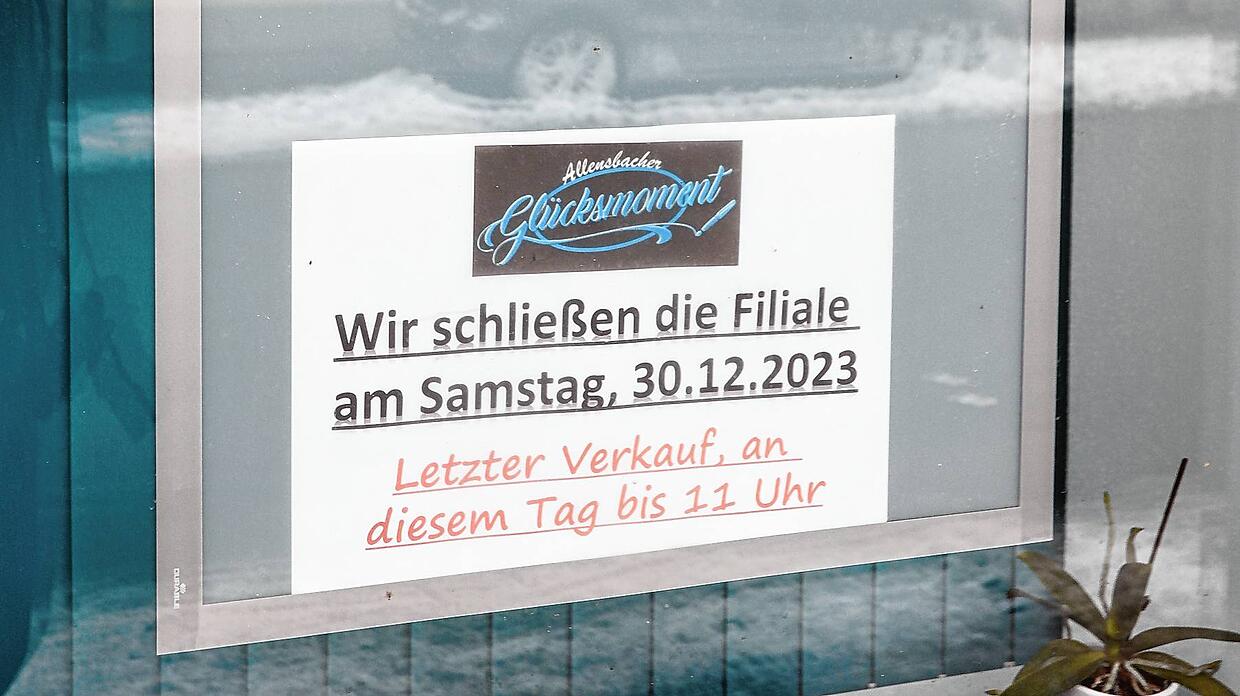 Allensbacher
Glücksmoment
Wir schließen die Filiale
am Samstag, 30.12.2023
Letzter Verkauf, an
diesem Tag bis 11 Uhr
DURABLE